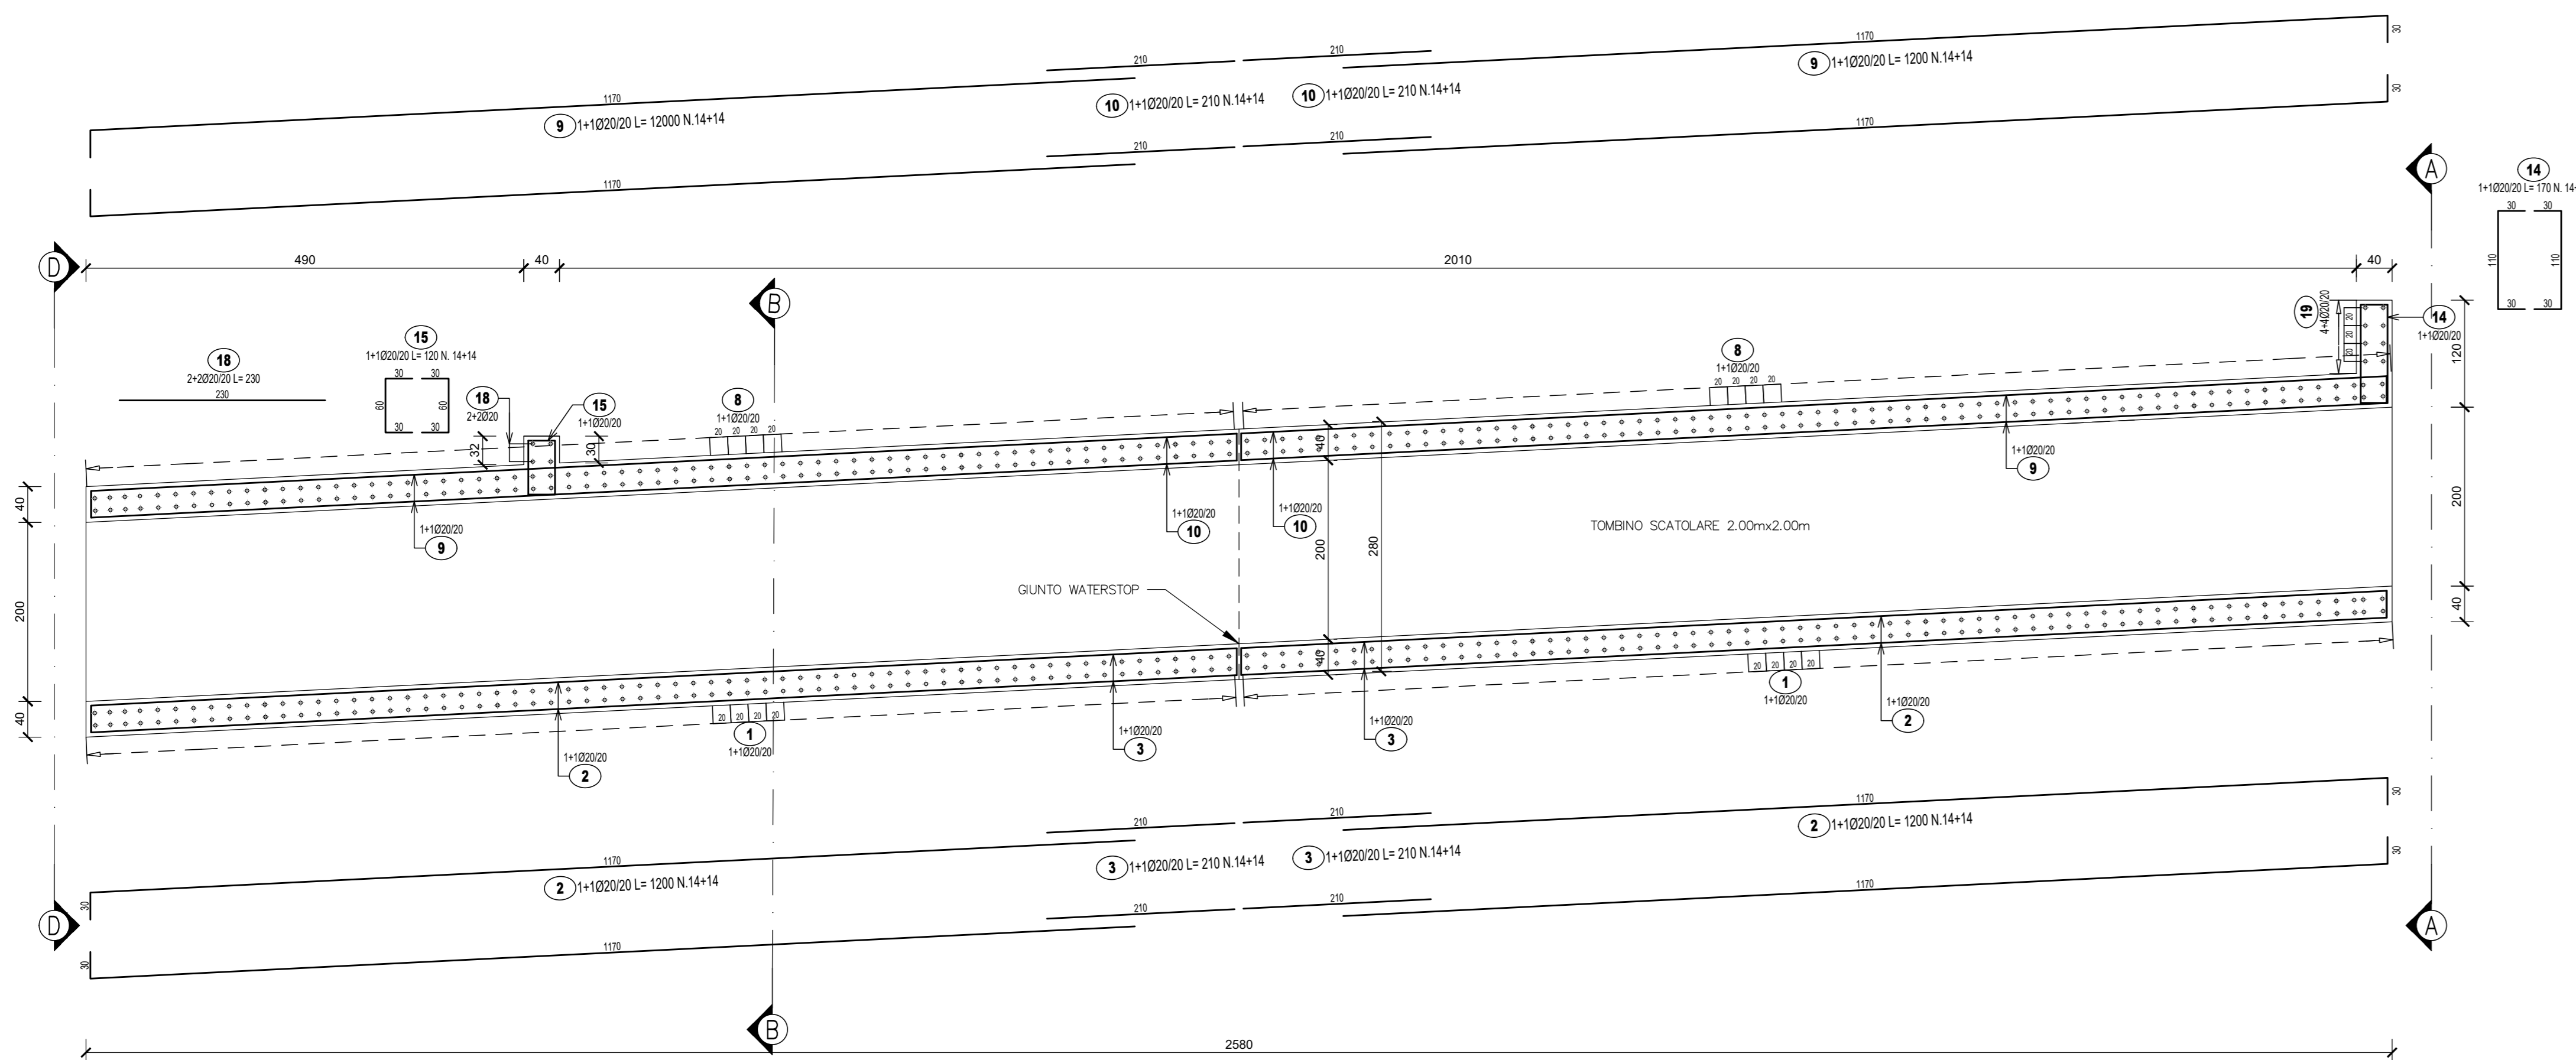 1170
30
210
210
1170
9 1+1Ø20/20 L= 1200 N.14+14
10 1+1Ø20/20 L= 210 N.14+14
10 1+1Ø20/20 L= 210 N.14+14
9 1+1Ø20/20 L= 12000 N.14+14
30
210
210
1170
1170
A
14
1+1Ø20/20 L= 170 N. 14+
30 30
110 110
30 30
D
490
40
2010
40
B
15
1+1Ø20/20 L= 120 N. 14+14
30 30
60 60
30 30
18
2+2Ø20/20 L= 230
230
18
2+2Ø20
15
1+1Ø20/20
32
30
8
1+1Ø20/20
20 20 20 20
8
1+1Ø20/20
20 20 20 20
19
4+4Ø20/20
20
20
20
14
1+1Ø20/20
120
40
40
1+1Ø20/20
9
1+1Ø20/20
10
1+1Ø20/20
10
1+1Ø20/20
9
200
200
280
200
TOMBINO SCATOLARE 2.00mx2.00m
GIUNTO WATERSTOP
40
40
40
20 20 20 20
1
1+1Ø20/20
20 20 20 20
1
1+1Ø20/20
1+1Ø20/20
2
1+1Ø20/20
3
1+1Ø20/20
3
1+1Ø20/20
2
1170
30
210
210
1170
2 1+1Ø20/20 L= 1200 N.14+14
3 1+1Ø20/20 L= 210 N.14+14
3 1+1Ø20/20 L= 210 N.14+14
2 1+1Ø20/20 L= 1200 N.14+14
30
30
210
210
1170
1170
30
D
A
B
2580